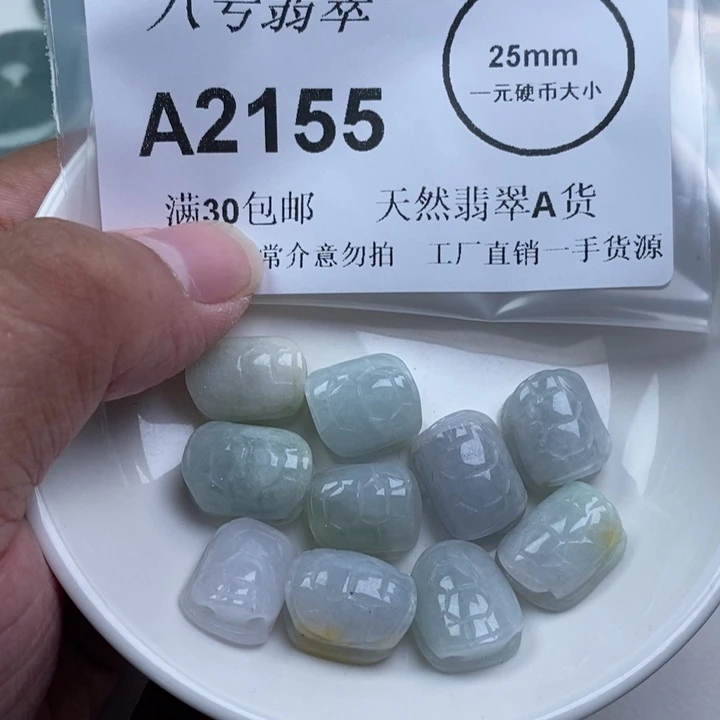 八号翡翠
25mm
一元硬币大小
A2155
满30包邮 天然翡翠A货
常介意勿拍 工厂直销一手货源